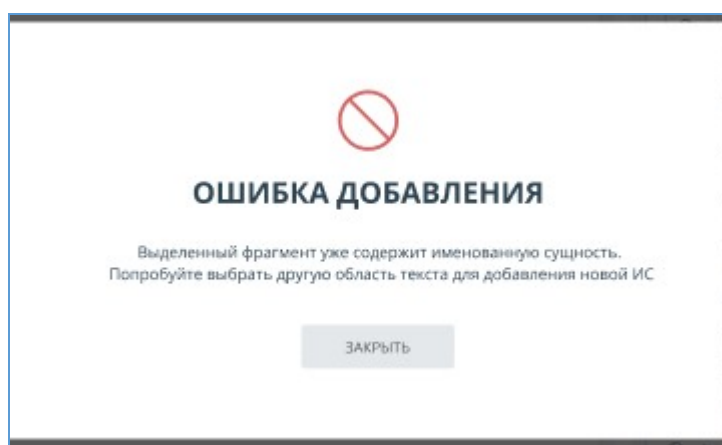 ОШИБКА ДОБАВЛЕНИЯ
Выделенный фрагмент уже содержит именованную сущность.
Попробуйте выбрать другую область текста для добавления новой ИС
ЗАКРЫТЬ